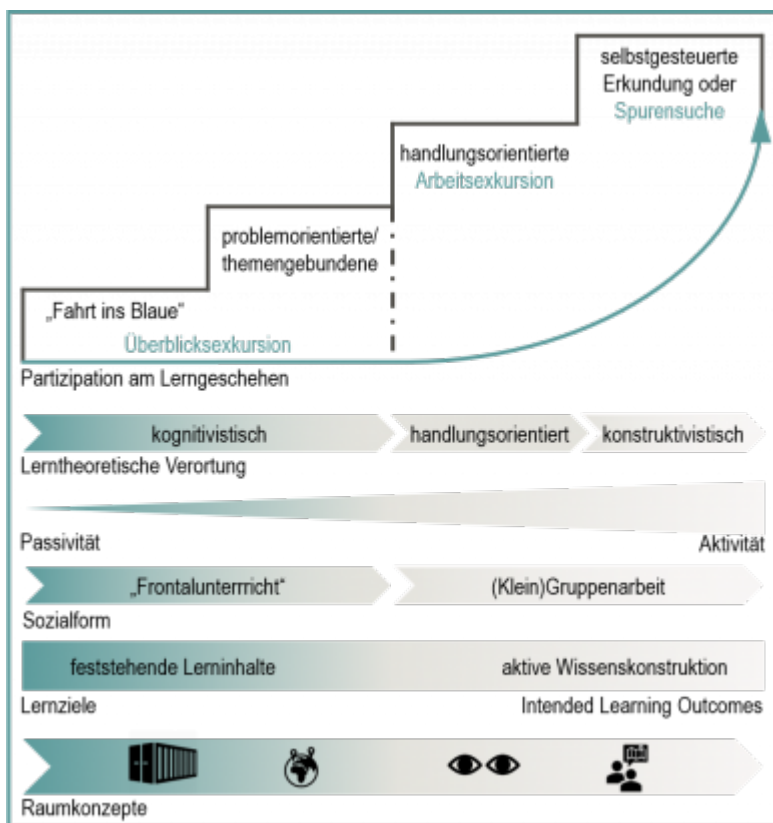 selbstgesteuerte
Erkundung oder
Spurensuche
handlungsorientierte
Arbeitsexkursion
problemorientierte/
themengebundene
„Fahrt ins Blaue“
Überblicksexkursion
Partizipation am Lerngeschehen
kognitivistisch handlungsorientiert konstruktivistisch
Lerntheoretische Verortung
Passivität Aktivität
„Frontalunterrricht“ (Klein)Gruppenarbeit
Sozialform
feststehende Lerninhalte aktive Wissenskonstruktion
Lernziele Intended Learning Outcomes
Raumkonzepte